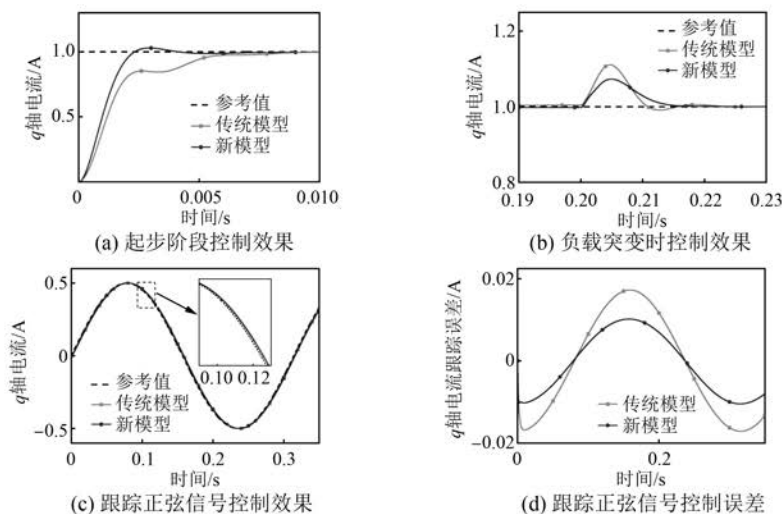 1.0
0.5
q轴电流/A
参考值
传统模型
新模型
0
0.005
0.010
时间/s
(a) 起步阶段控制效果
1.2
1.0
0.8
q轴电流/A
参考值
传统模型
新模型
0.19
0.20
0.21
0.22
0.23
时间/s
(b) 负载突变时控制效果
0.5
0
−0.5
q轴电流/A
0.10
0.12
参考值
传统模型
新模型
0
0.1
0.2
0.3
时间/s
(c) 跟踪正弦信号控制效果
0.02
0
−0.02
q轴电流跟踪误差/A
传统模型
新模型
0
0.2
时间/s
(d) 跟踪正弦信号控制误差